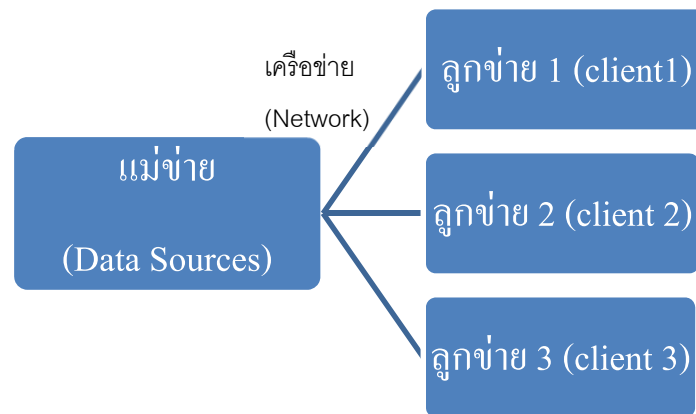 เครือข่าย
(Network)
แม่ข่าย
(Data Sources)
ลูกข่าย 1 (client1)
ลูกข่าย 2 (client 2)
ลูกข่าย 3 (client 3)